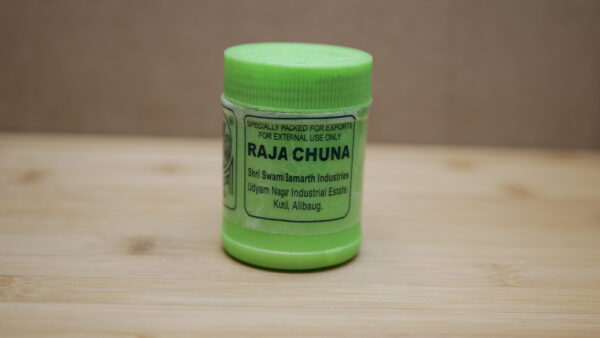 SPECIALLY PACKED FOR EXPORTS
FOR EXTERNAL USE ONLY
RAJA CHUNA
Shri Swami Samarth Industries
Udyam Nagar Industrial Estate,
Kurul, Alibaug.